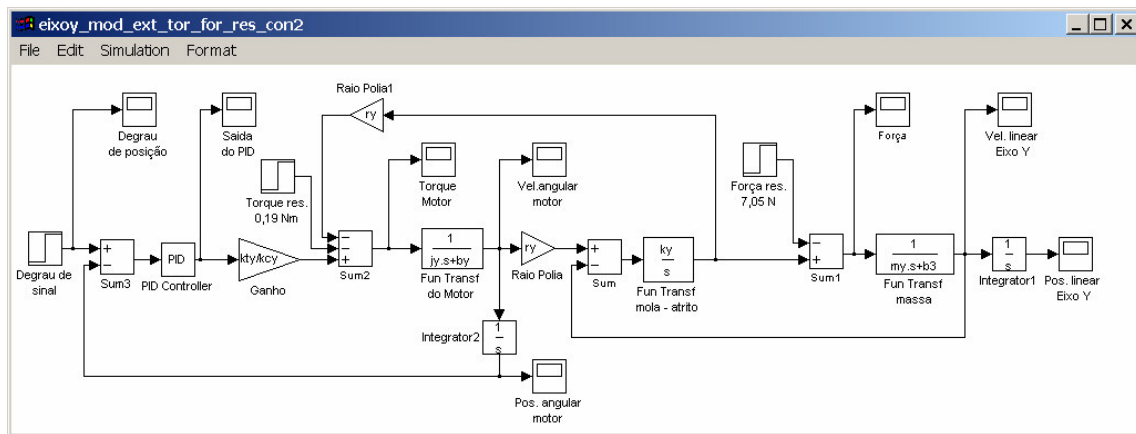 eixoy_mod_ext_tor_for_res_con2
File Edit Simulation Format
Raio Polia1
ry
Degrau
de posição
Saida
do PID
Torque res.
0,19 Nm
Torque
Motor
Vel.angular
motor
Força res.
7,05 N
Força
Vel. linear
Eixo Y
Degrau de
sinal
+
−
Sum3
PID
PID Controller
kty/kcy
Ganho
−
−
+
Sum2
1
jy.s+by
Fun Transf
do Motor
ry
Raio Polia
+
−
Sum
ky
s
Fun Transf
mola - atrito
−
+
Sum1
1
my.s+b3
Fun Transf
massa
1
s
Integrator1
Pos. linear
Eixo Y
Integrator2
1
s
Pos. angular
motor